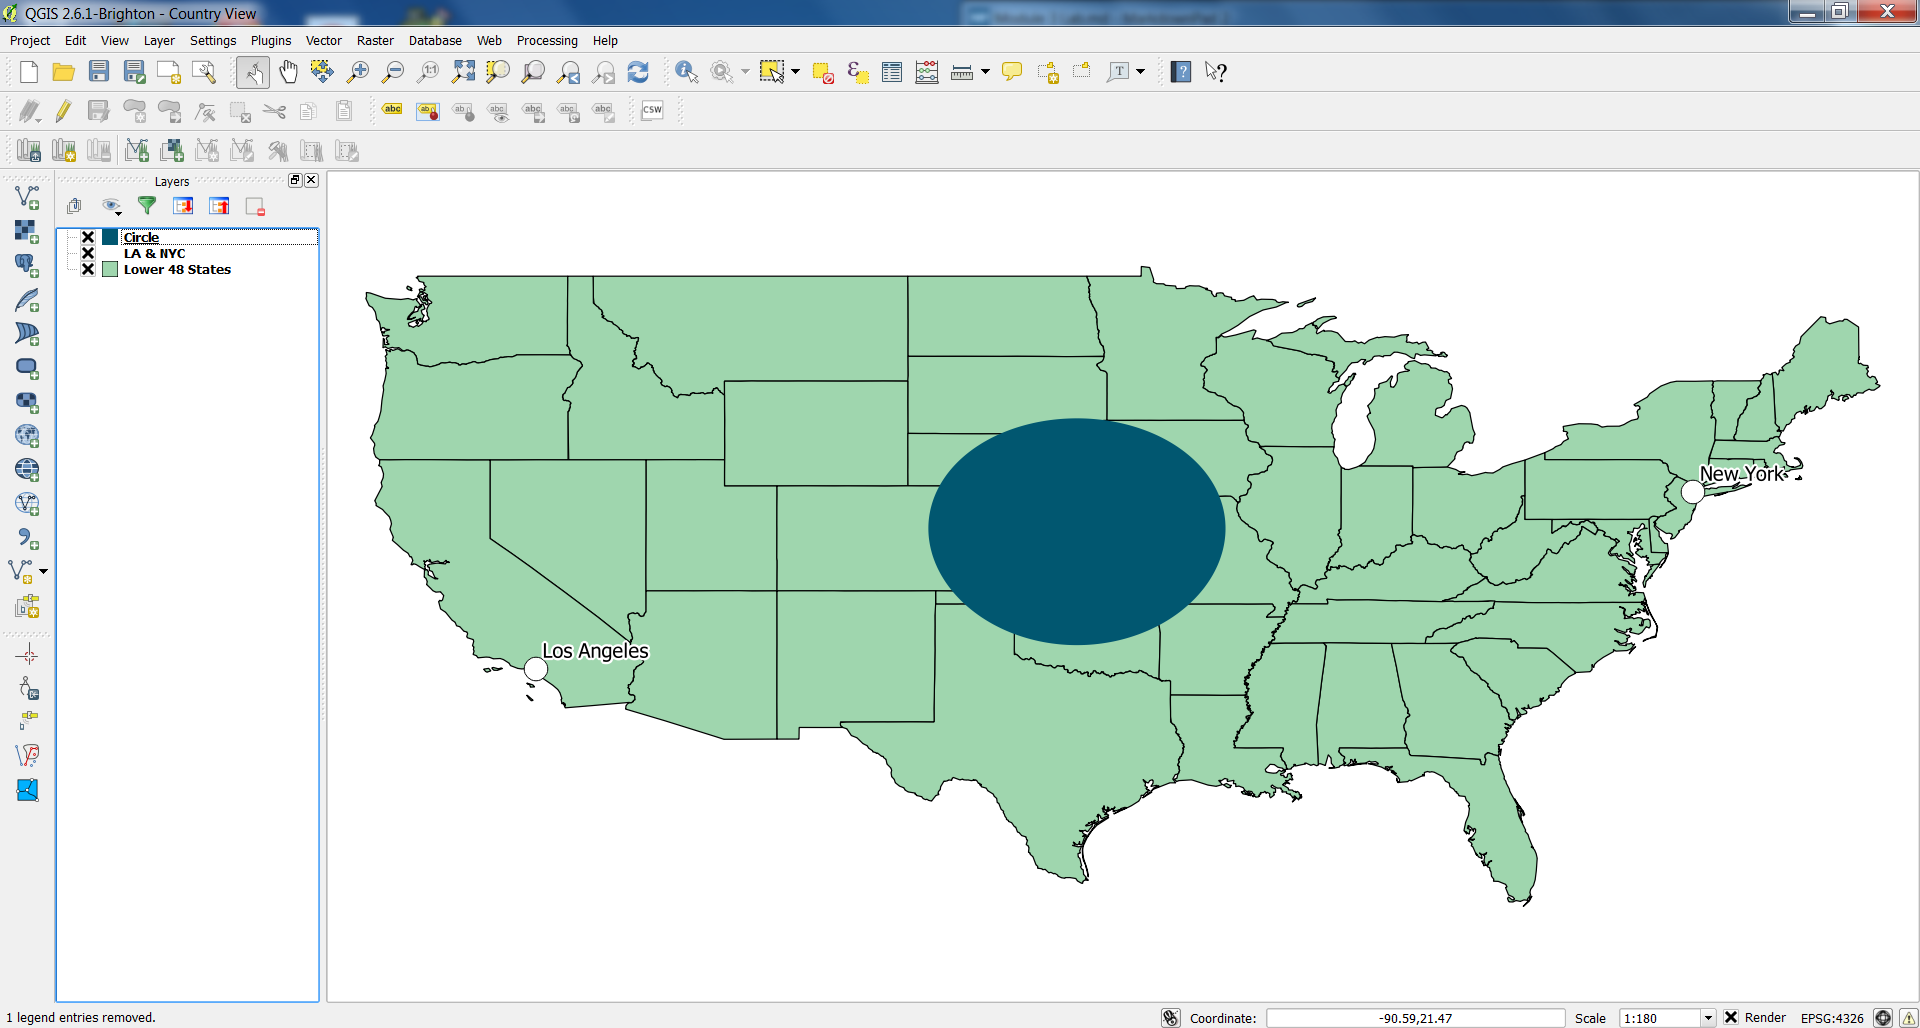 QGIS 2.6.1-Brighton - Country View
Project Edit View Layer Settings Plugins Vector Raster Database Web Processing Help
abc
CSW
Layers
Circle
LA & NYC
Lower 48 States
New York
Los Angeles
1 legend entries removed.
Coordinate: -90.59,21.47 Scale 1:180 Render EPSG:4326